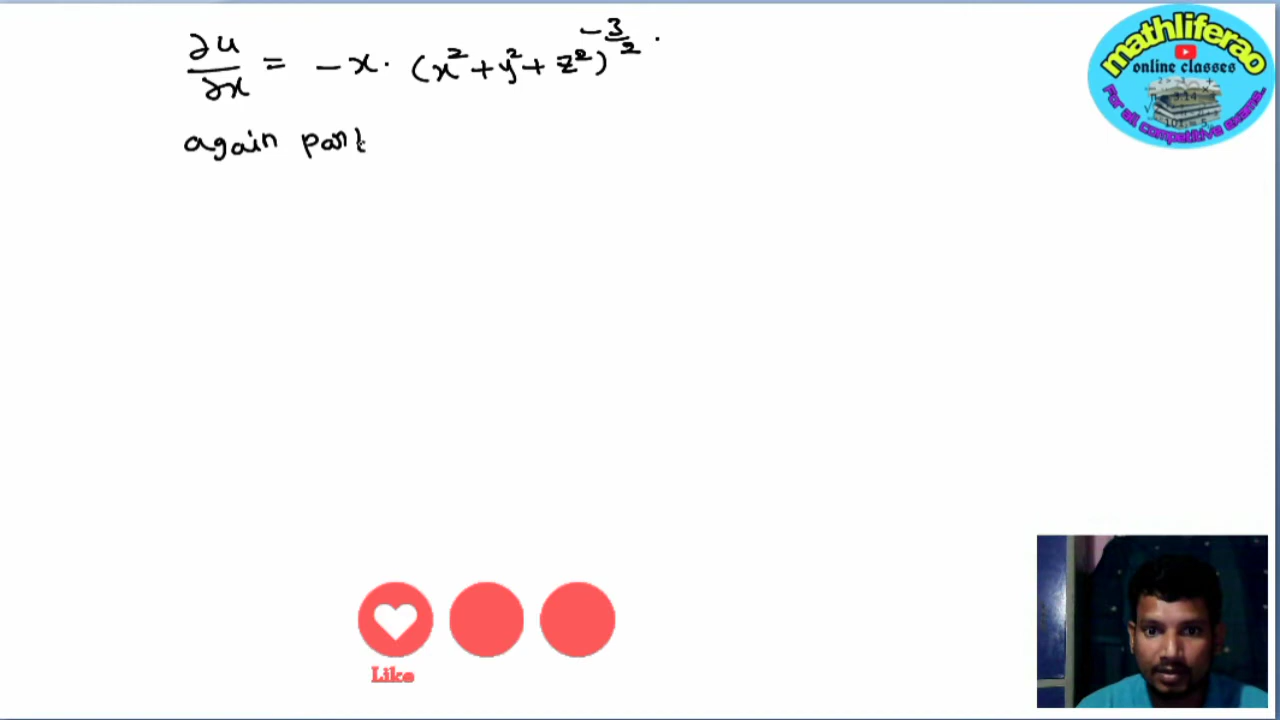 ∂u/∂x = -x · (x²+y²+z²)^(-3/2) .
again part
mathliferao
online classes
For all competitive exams..
Like